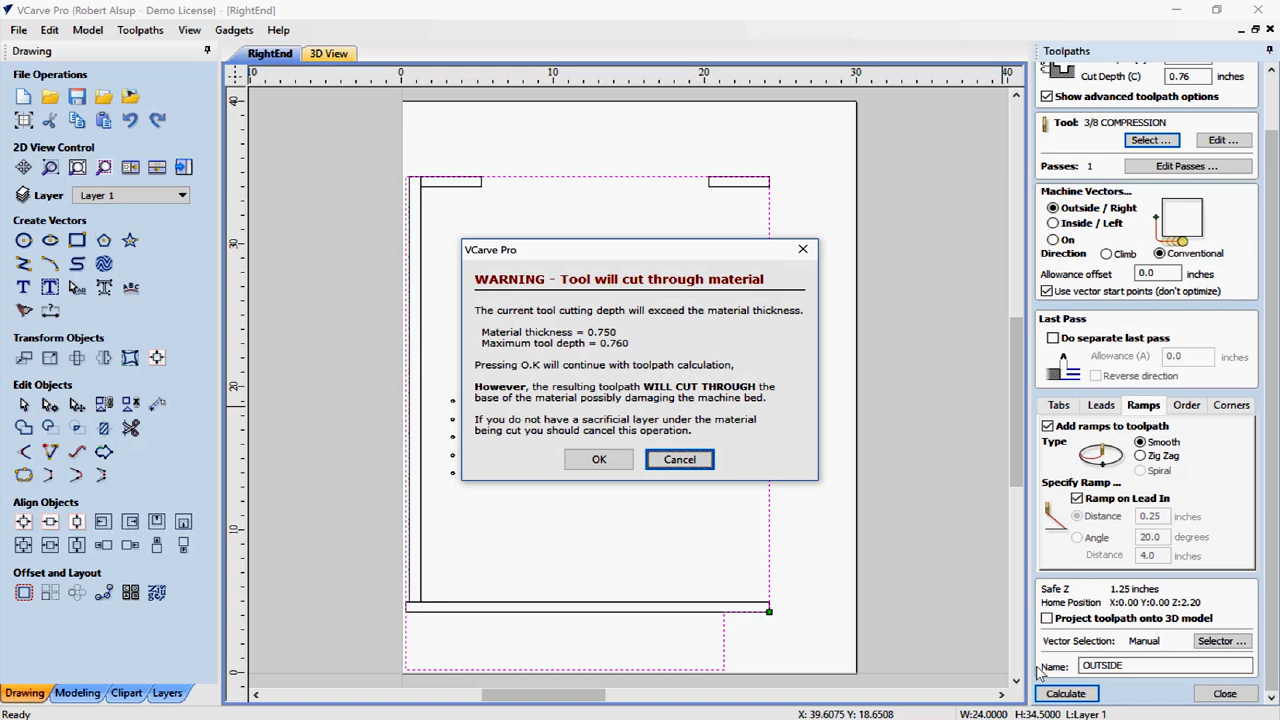 VCarve Pro (Robert Alsup - Demo License) - [RightEnd]
File Edit Model Toolpaths View Gadgets Help
Drawing
File Operations
2D View Control
Layer Layer 1
Create Vectors
Transform Objects
Edit Objects
Align Objects
Offset and Layout
Drawing Modeling Clipart Layers
Ready
RightEnd 3D View
0 0 10 20 30 40
40
30
20
10
0
VCarve Pro
WARNING - Tool will cut through material
The current tool cutting depth will exceed the material thickness.
Material thickness = 0.750
Maximum tool depth = 0.760
Pressing O.K will continue with toolpath calculation,
However, the resulting toolpath WILL CUT THROUGH the
base of the material possibly damaging the machine bed.
If you do not have a sacrificial layer under the material
being cut you should cancel this operation.
OK Cancel
Toolpaths
Cut Depth (C) 0.76 inches
Show advanced toolpath options
Tool: 3/8 COMPRESSION
Select ... Edit ...
Passes: 1 Edit Passes ...
Machine Vectors...
Outside / Right
Inside / Left
On
Direction Climb Conventional
Allowance offset 0.0 inches
Use vector start points (don't optimize)
Last Pass
Do separate last pass
Allowance (A) 0.0 inches
Reverse direction
Tabs Leads Ramps Order Corners
Add ramps to toolpath
Type Smooth
Zig Zag
Spiral
Specify Ramp ...
Ramp on Lead In
Distance 0.25 inches
Angle 20.0 degrees
Distance 4.0 inches
Safe Z 1.25 inches
Home Position X:0.00 Y:0.00 Z:2.20
Project toolpath onto 3D model
Vector Selection: Manual Selector ...
Name: OUTSIDE
Calculate Close
X: 39.6075 Y: 18.6508 W:24.0000 H:34.5000 L:Layer 1